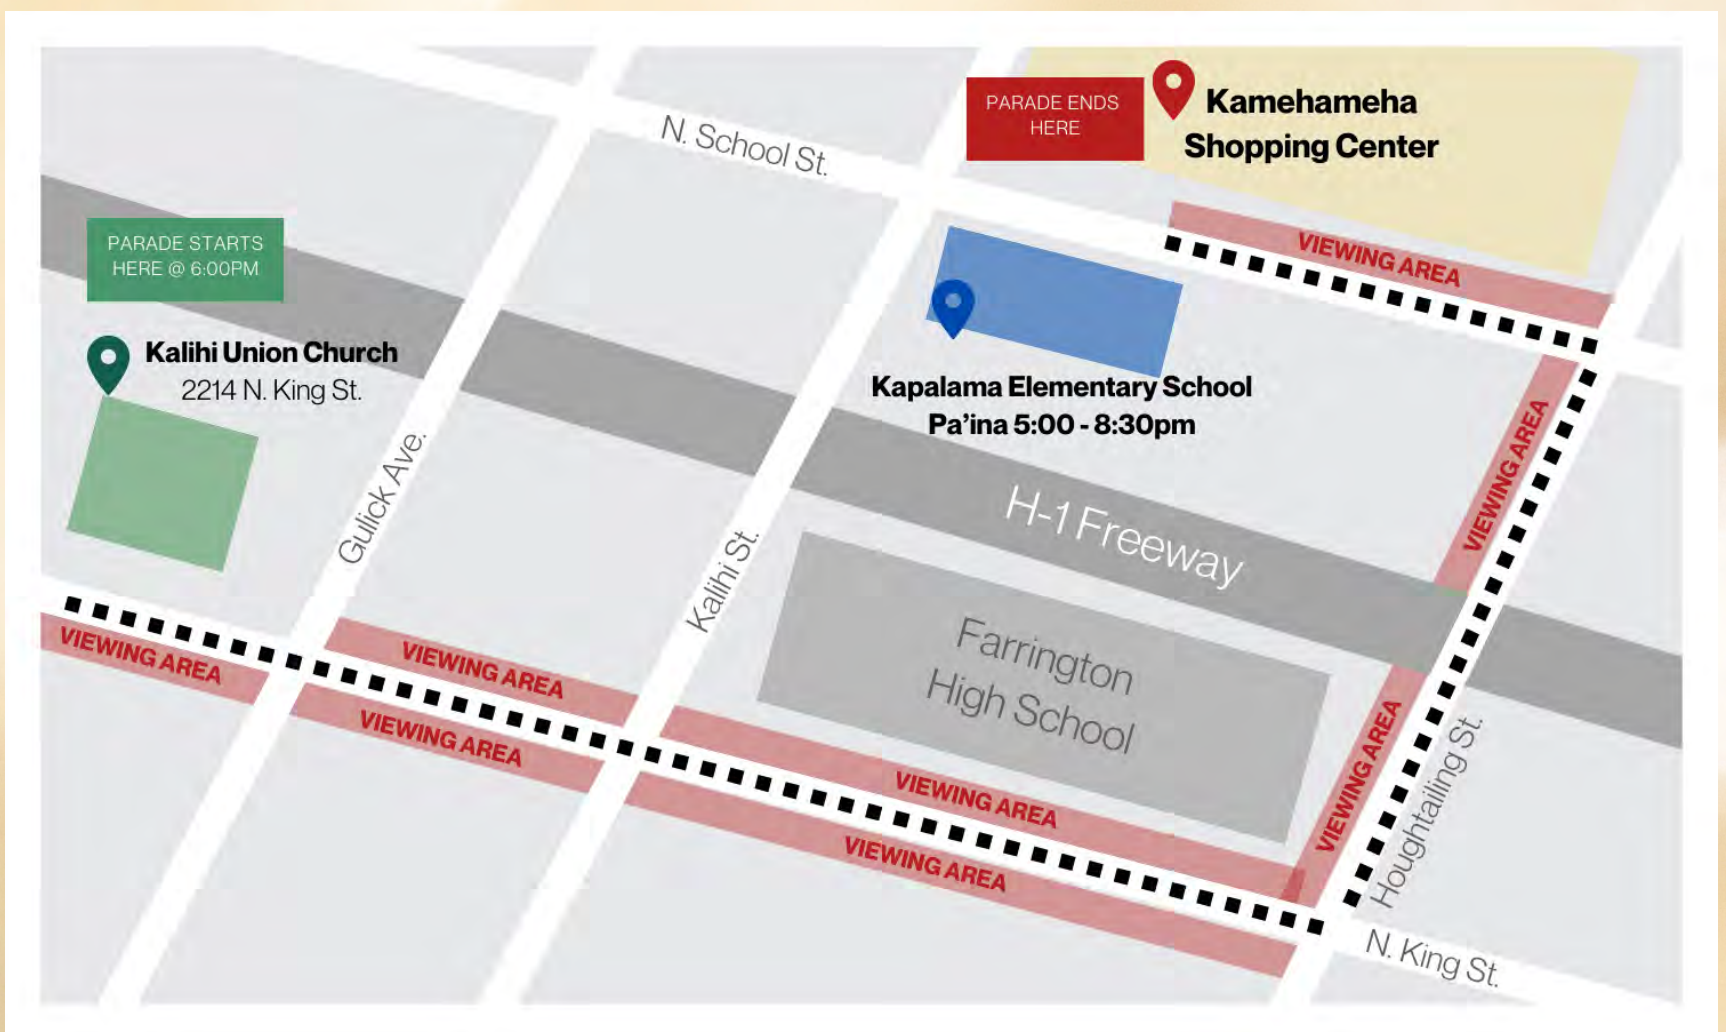 PARADE ENDS
HERE
Kamehameha
Shopping Center
N. School St.
VIEWING AREA
PARADE STARTS
HERE @ 6:00PM
Kalihi Union Church
2214 N. King St.
Kapalama Elementary School
Pa'ina 5:00 - 8:30pm
Gulick Ave.
Kalihi St.
H-1 Freeway
VIEWING AREA
Farrington
High School
VIEWING AREA
VIEWING AREA
VIEWING AREA
VIEWING AREA
VIEWING AREA
VIEWING AREA
Houghtailing St.
N. King St.